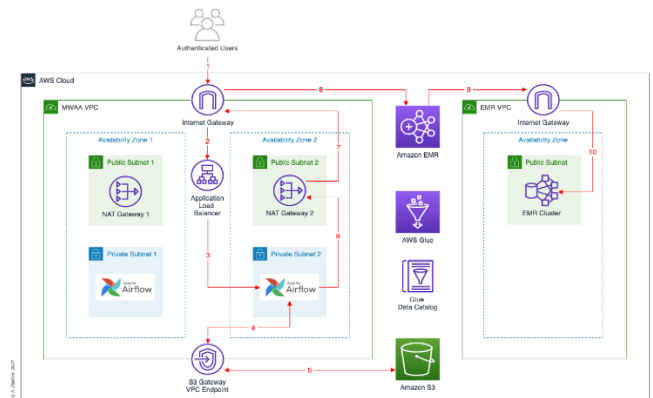 Authenticated Users
1
aws
AWS Cloud
MWAA VPC
8
9
EMR VPC
Internet Gateway
Internet Gateway
Amazon EMR
Availability Zone 1
2
Availability Zone 2
7
Availability Zone
10
Public Subnet 1
Public Subnet 2
Public Subnet
NAT Gateway 1
Application
Load
Balancer
NAT Gateway 2
EMR Cluster
AWS Glue
6
3
Private Subnet 1
Private Subnet 2
Apache
Airflow
Apache
Airflow
Glue
Data Catalog
4
5
S3 Gateway
VPC Endpoint
Amazon S3